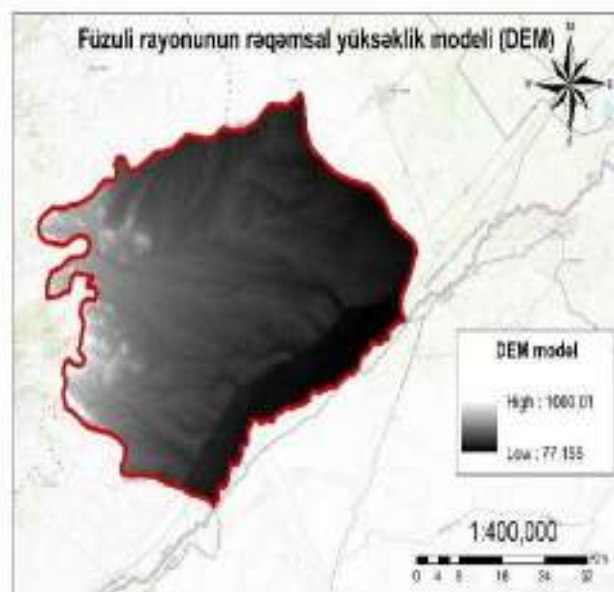 Füzuli rayonunun rəqəmsal yüksəklik modeli (DEM)
N
DEM model
High : 1080.01
Low : 77.155
1:400,000
0 4 8 16 24 32